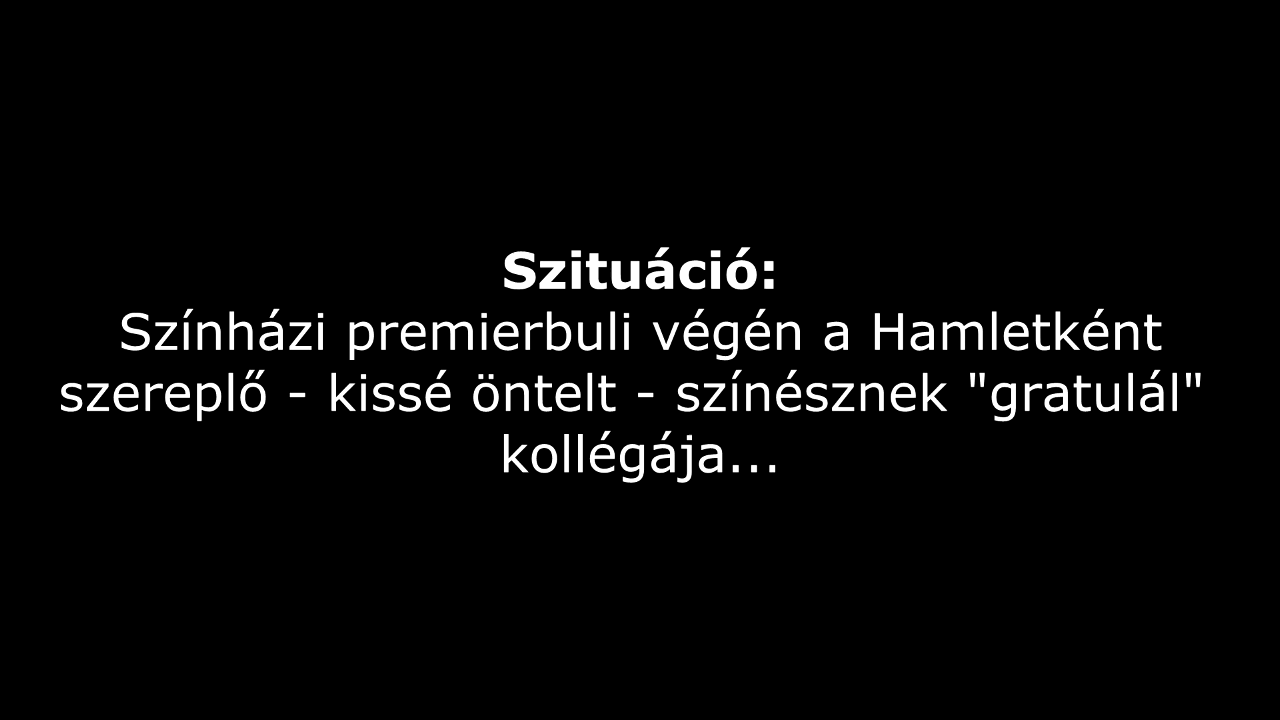 Szituáció:
Színházi premierbuli végén a Hamletként
szereplő - kissé öntelt - színésznek "gratulál"
kollégája...